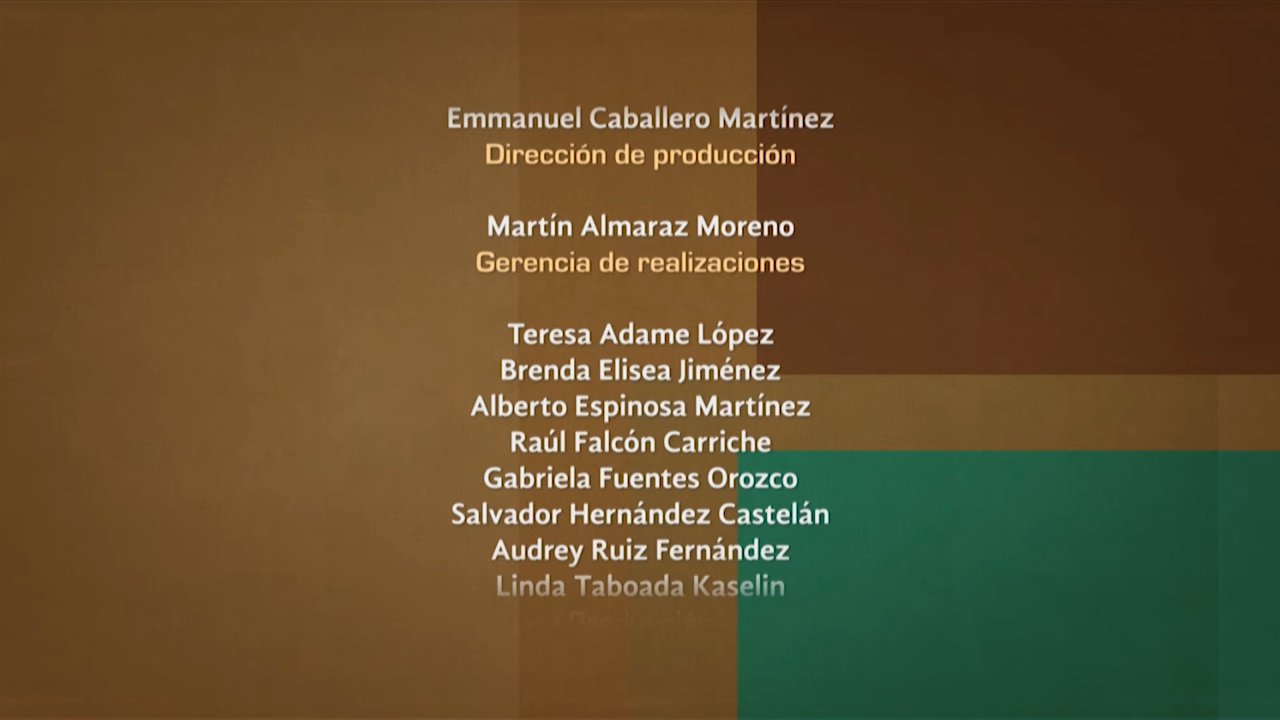 Emmanuel Caballero Martínez
Dirección de producción
Martín Almaraz Moreno
Gerencia de realizaciones
Teresa Adame López
Brenda Elisea Jiménez
Alberto Espinosa Martínez
Raúl Falcón Carriche
Gabriela Fuentes Orozco
Salvador Hernández Castelán
Audrey Ruiz Fernández
Linda Taboada Kaselin